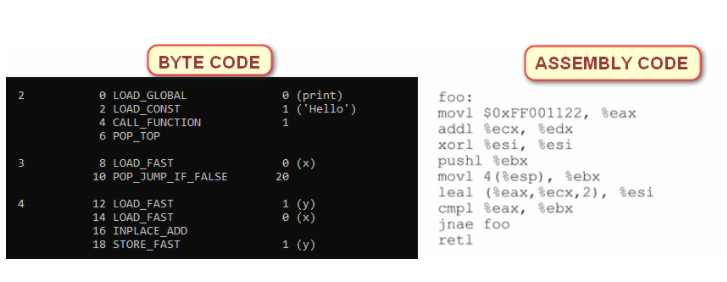 BYTE CODE
2 0 LOAD_GLOBAL 0 (print)
2 LOAD_CONST 1 ('Hello')
4 CALL_FUNCTION 1
6 POP_TOP
3 8 LOAD_FAST 0 (x)
10 POP_JUMP_IF_FALSE 20
4 12 LOAD_FAST 1 (y)
14 LOAD_FAST 0 (x)
16 INPLACE_ADD
18 STORE_FAST 1 (y)
ASSEMBLY CODE
foo:
movl $0xFF001122, %eax
addl %ecx, %edx
xorl %esi, %esi
pushl %ebx
movl 4(%esp), %ebx
leal (%eax,%ecx,2), %esi
cmpl %eax, %ebx
jnae foo
retl